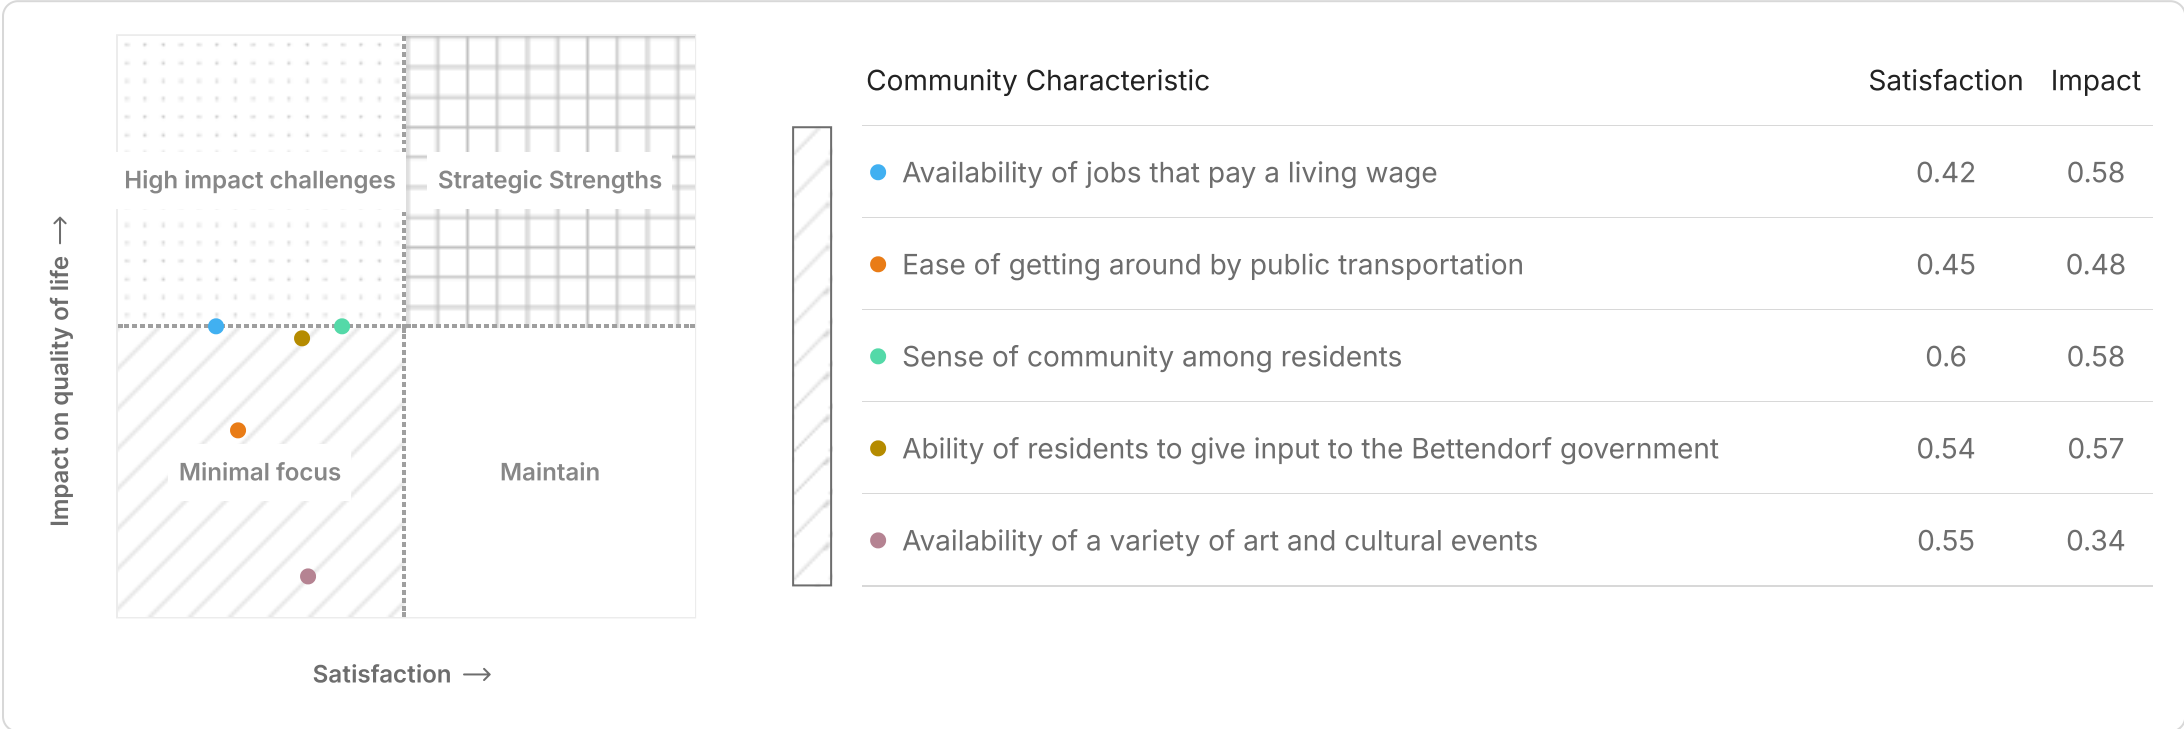 High impact challenges
Strategic Strengths
Minimal focus
Maintain
Impact on quality of life →
Satisfaction →
Community Characteristic Satisfaction Impact
Availability of jobs that pay a living wage 0.42 0.58
Ease of getting around by public transportation 0.45 0.48
Sense of community among residents 0.6 0.58
Ability of residents to give input to the Bettendorf government 0.54 0.57
Availability of a variety of art and cultural events 0.55 0.34